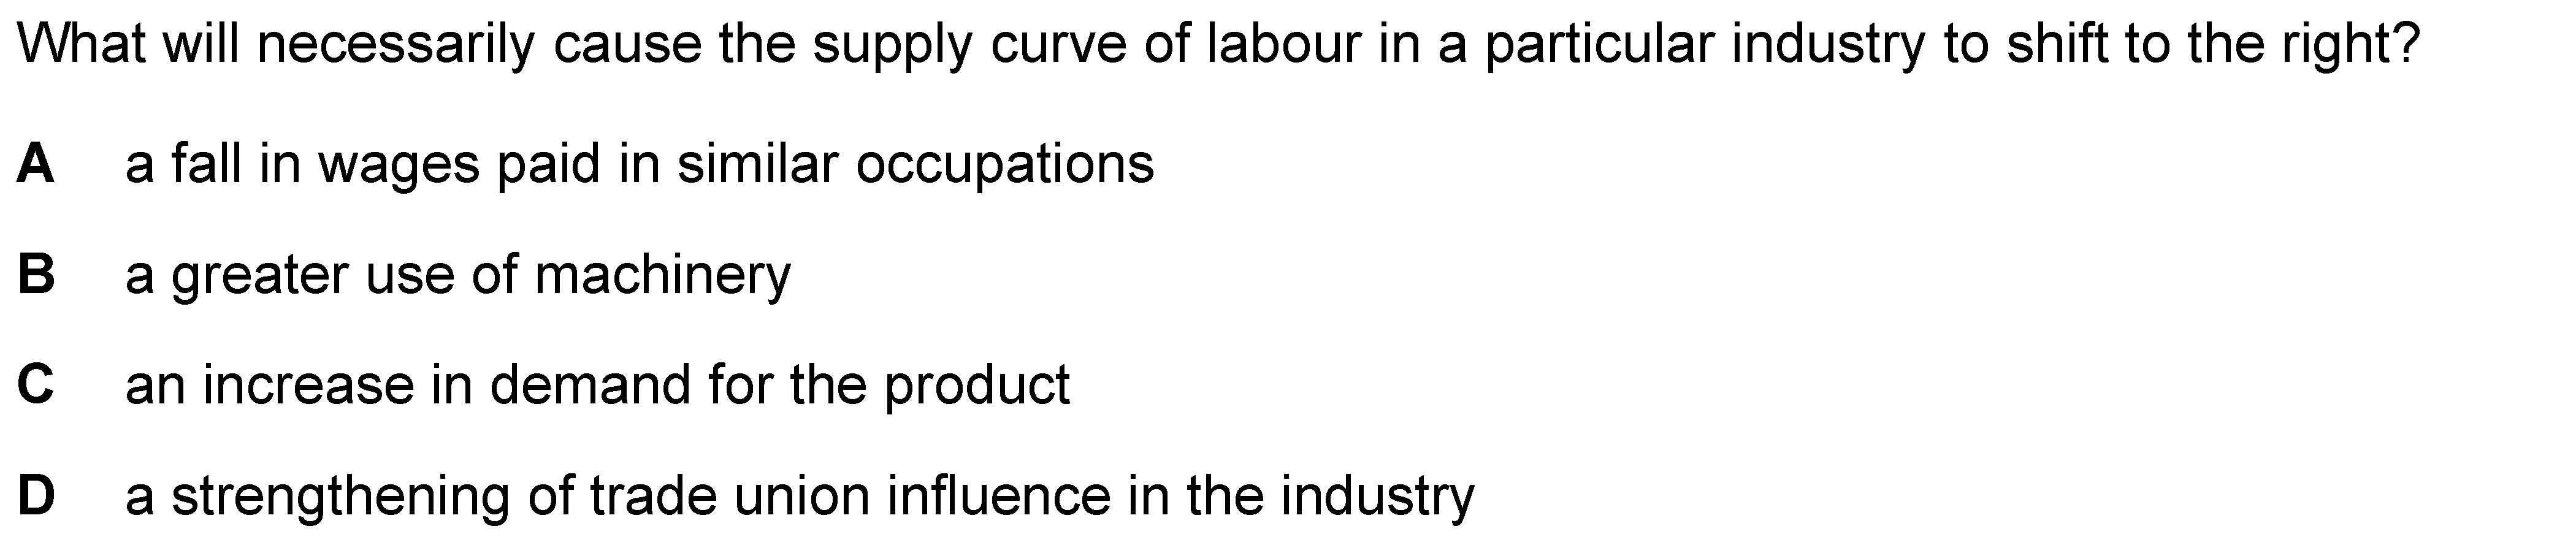 What will necessarily cause the supply curve of labour in a particular industry to shift to the right?
A a fall in wages paid in similar occupations
B a greater use of machinery
C an increase in demand for the product
D a strengthening of trade union influence in the industry